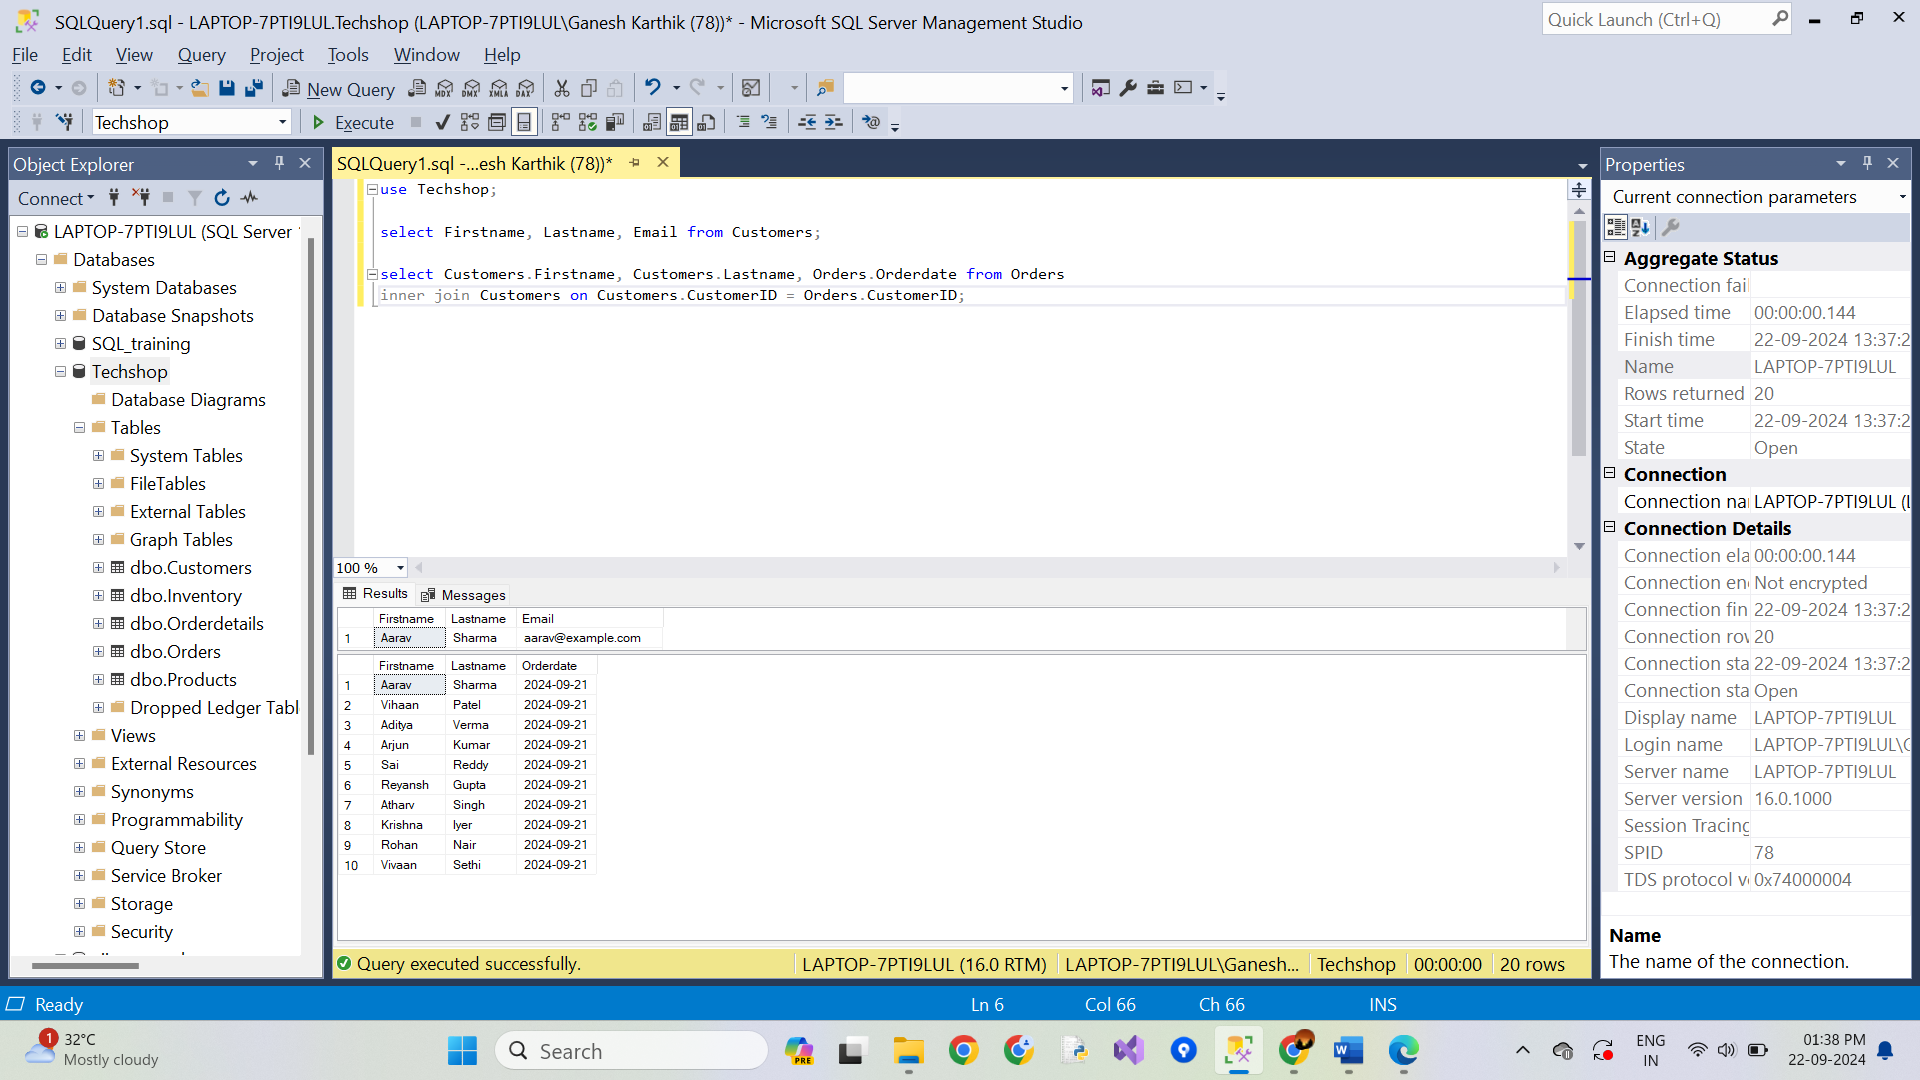 SQLQuery1.sql - LAPTOP-7PTI9LUL.Techshop (LAPTOP-7PTI9LUL\Ganesh Karthik (78))* - Microsoft SQL Server Management Studio
Quick Launch (Ctrl+Q)
File Edit View Query Project Tools Window Help
New Query
MDX DMX XMLA DAX
Techshop
Execute
Object Explorer
Connect
LAPTOP-7PTI9LUL (SQL Server
Databases
System Databases
Database Snapshots
SQL_training
Techshop
Database Diagrams
Tables
System Tables
FileTables
External Tables
Graph Tables
dbo.Customers
dbo.Inventory
dbo.Orderdetails
dbo.Orders
dbo.Products
Dropped Ledger Tabl
Views
External Resources
Synonyms
Programmability
Query Store
Service Broker
Storage
Security
SQLQuery1.sql -...esh Karthik (78))*
use Techshop;
select Firstname, Lastname, Email from Customers;
select Customers.Firstname, Customers.Lastname, Orders.Orderdate from Orders
inner join Customers on Customers.CustomerID = Orders.CustomerID;
100 %
Results Messages
Firstname Lastname Email
1 Aarav Sharma aarav@example.com
Firstname Lastname Orderdate
1 Aarav Sharma 2024-09-21
2 Vihaan Patel 2024-09-21
3 Aditya Verma 2024-09-21
4 Arjun Kumar 2024-09-21
5 Sai Reddy 2024-09-21
6 Reyansh Gupta 2024-09-21
7 Atharv Singh 2024-09-21
8 Krishna Iyer 2024-09-21
9 Rohan Nair 2024-09-21
10 Vivaan Sethi 2024-09-21
Query executed successfully.
LAPTOP-7PTI9LUL (16.0 RTM) LAPTOP-7PTI9LUL\Ganesh... Techshop 00:00:00 20 rows
Properties
Current connection parameters
Aggregate Status
Connection fail
Elapsed time 00:00:00.144
Finish time 22-09-2024 13:37:2
Name LAPTOP-7PTI9LUL
Rows returned 20
Start time 22-09-2024 13:37:2
State Open
Connection
Connection nai LAPTOP-7PTI9LUL (L
Connection Details
Connection ela 00:00:00.144
Connection en Not encrypted
Connection fin 22-09-2024 13:37:2
Connection rov 20
Connection sta 22-09-2024 13:37:2
Connection sta Open
Display name LAPTOP-7PTI9LUL
Login name LAPTOP-7PTI9LUL\G
Server name LAPTOP-7PTI9LUL
Server version 16.0.1000
Session Tracing
SPID 78
TDS protocol v 0x74000004
Name
The name of the connection.
Ready
Ln 6 Col 66 Ch 66 INS
1
32°C
Mostly cloudy
Search
PRE
ENG
IN
01:38 PM
22-09-2024